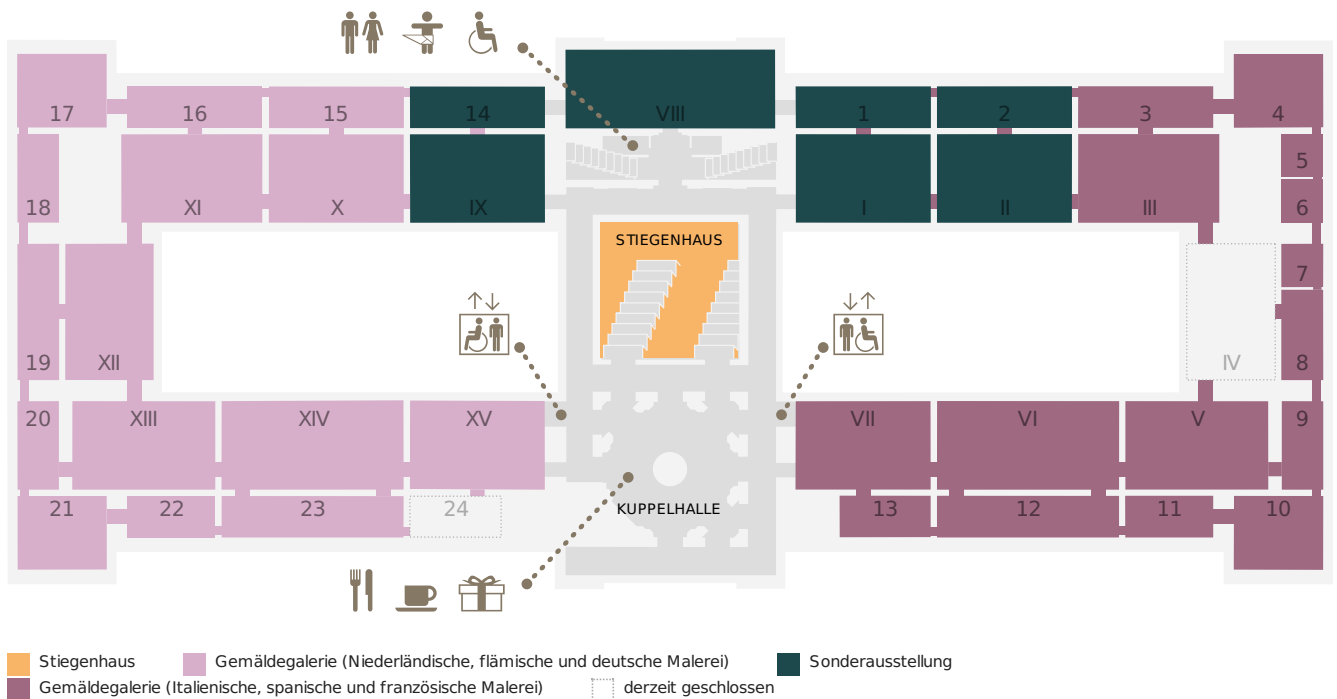 17 16 15 14 VIII 1 2 3 4
5
18 XI X IX I II III 6
STIEGENHAUS
7
19 XII IV 8
20 XIII XIV XV VII VI V 9
21 22 23 24 KUPPELHALLE 13 12 11 10
Stiegenhaus Gemäldegalerie (Niederländische, flämische und deutsche Malerei) Sonderausstellung
Gemäldegalerie (Italienische, spanische und französische Malerei) derzeit geschlossen